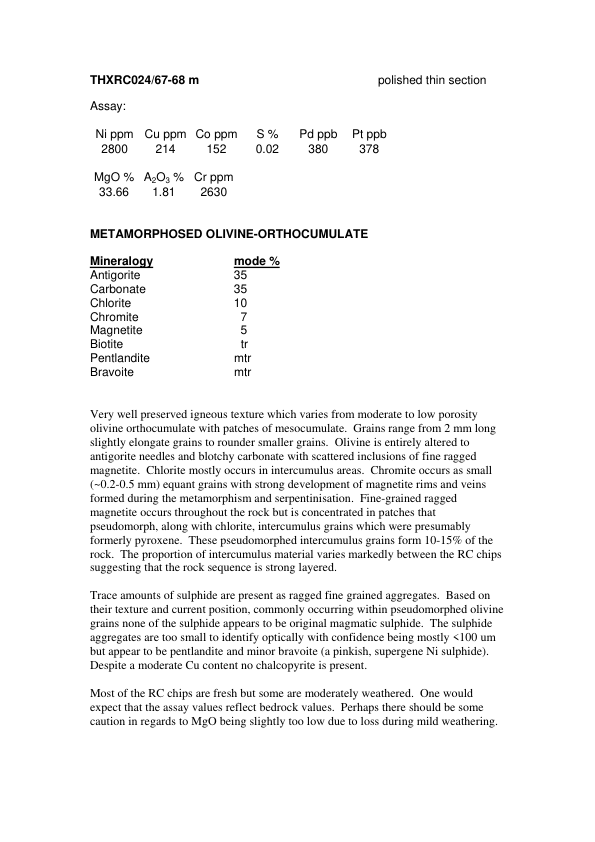 THXRC024/67-68 m polished thin section
Assay:
Ni ppm Cu ppm Co ppm S % Pd ppb Pt ppb
2800 214 152 0.02 380 378
MgO % A₂O₃ % Cr ppm
33.66 1.81 2630
METAMORPHOSED OLIVINE-ORTHOCUMULATE
Mineralogy mode %
Antigorite 35
Carbonate 35
Chlorite 10
Chromite 7
Magnetite 5
Biotite tr
Pentlandite mtr
Bravoite mtr
Very well preserved igneous texture which varies from moderate to low porosity
olivine orthocumulate with patches of mesocumulate. Grains range from 2 mm long
slightly elongate grains to rounder smaller grains. Olivine is entirely altered to
antigorite needles and blotchy carbonate with scattered inclusions of fine ragged
magnetite. Chlorite mostly occurs in intercumulus areas. Chromite occurs as small
(~0.2-0.5 mm) equant grains with strong development of magnetite rims and veins
formed during the metamorphism and serpentinisation. Fine-grained ragged
magnetite occurs throughout the rock but is concentrated in patches that
pseudomorph, along with chlorite, intercumulus grains which were presumably
formerly pyroxene. These pseudomorphed intercumulus grains form 10-15% of the
rock. The proportion of intercumulus material varies markedly between the RC chips
suggesting that the rock sequence is strong layered.
Trace amounts of sulphide are present as ragged fine grained aggregates. Based on
their texture and current position, commonly occurring within pseudomorphed olivine
grains none of the sulphide appears to be original magmatic sulphide. The sulphide
aggregates are too small to identify optically with confidence being mostly <100 um
but appear to be pentlandite and minor bravoite (a pinkish, supergene Ni sulphide).
Despite a moderate Cu content no chalcopyrite is present.
Most of the RC chips are fresh but some are moderately weathered. One would
expect that the assay values reflect bedrock values. Perhaps there should be some
caution in regards to MgO being slightly too low due to loss during mild weathering.